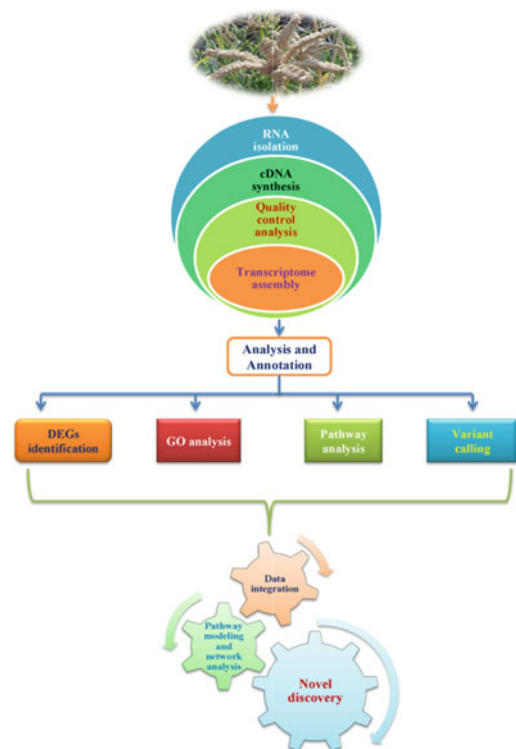 RNA
isolation
cDNA
synthesis
Quality
control
analysis
Transcriptome
assembly
Analysis and
Annotation
DEGs
identification
GO analysis
Pathway
analysis
Variant
calling
Data
integration
Pathway
modeling
and
network
analysis
Novel
discovery